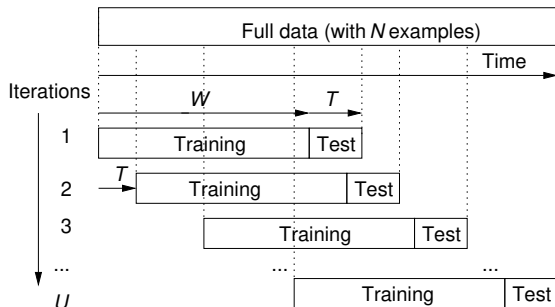 Full data (with N examples)
Time
Iterations
W
T
1
Training
Test
T
2
Training
Test
3
Training
Test
...
...
...
U
Training
Test